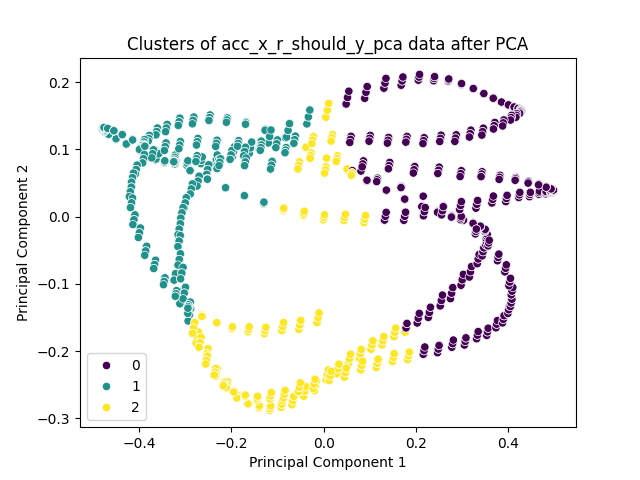 Clusters of acc_x_r_should_y_pca data after PCA
0.2
0.1
0.0
−0.1
−0.2
−0.3
Principal Component 2
0
1
2
−0.4 −0.2 0.0 0.2 0.4
Principal Component 1